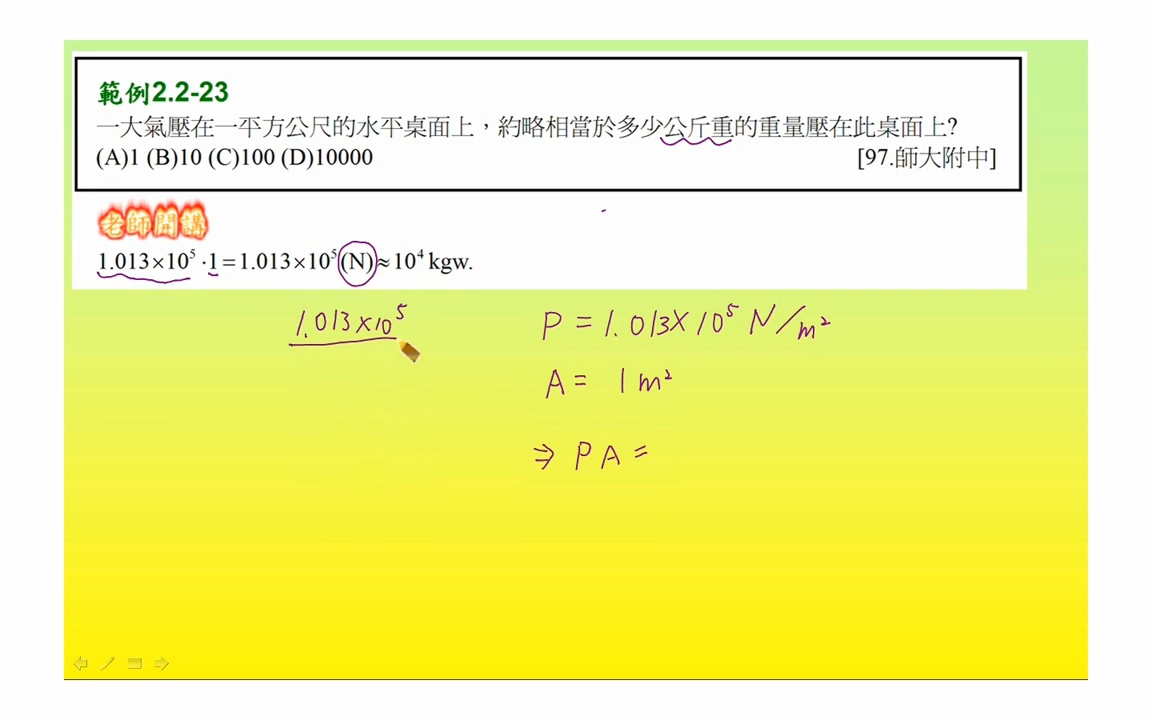 範例2.2-23
一大氣壓在一平方公尺的水平桌面上，約略相當於多少公斤重的重量壓在此桌面上?
(A)1 (B)10 (C)100 (D)10000 [97.師大附中]
老師開講
1.013×10⁵ ·1=1.013×10⁵(N)≈10⁴ kgw.
1.013×10⁵
P = 1.013×10⁵ N/m²
A = 1 m²
⇒ PA =